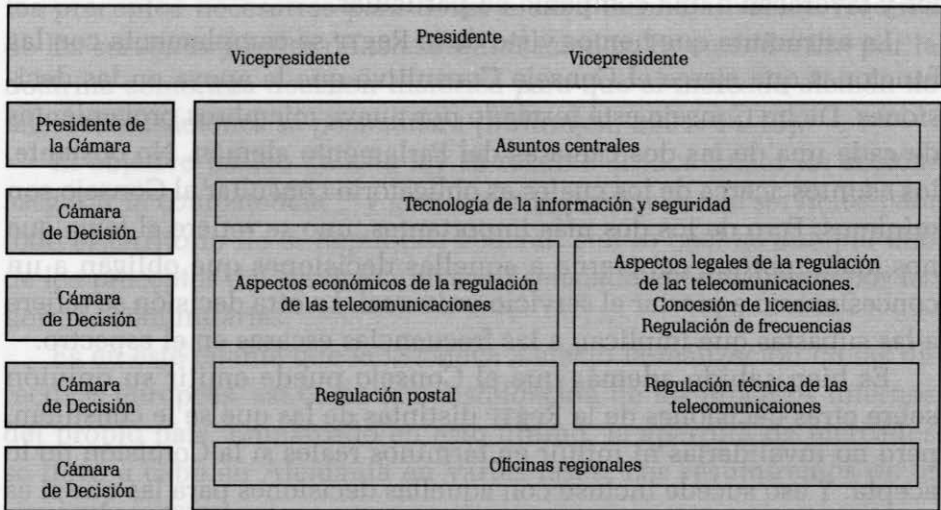 Presidente
Vicepresidente Vicepresidente
Presidente de
la Cámara
Asuntos centrales
Cámara
de Decisión
Tecnología de la información y seguridad
Cámara
de Decisión
Aspectos económicos de la regulación
de las telecomunicaciones
Aspectos legales de la regulación
de las telecomunicaciones.
Concesión de licencias.
Regulación de frecuencias
Cámara
de Decisión
Regulación postal
Regulación técnica de las
telecomunicaiones
Cámara
de Decisión
Oficinas regionales